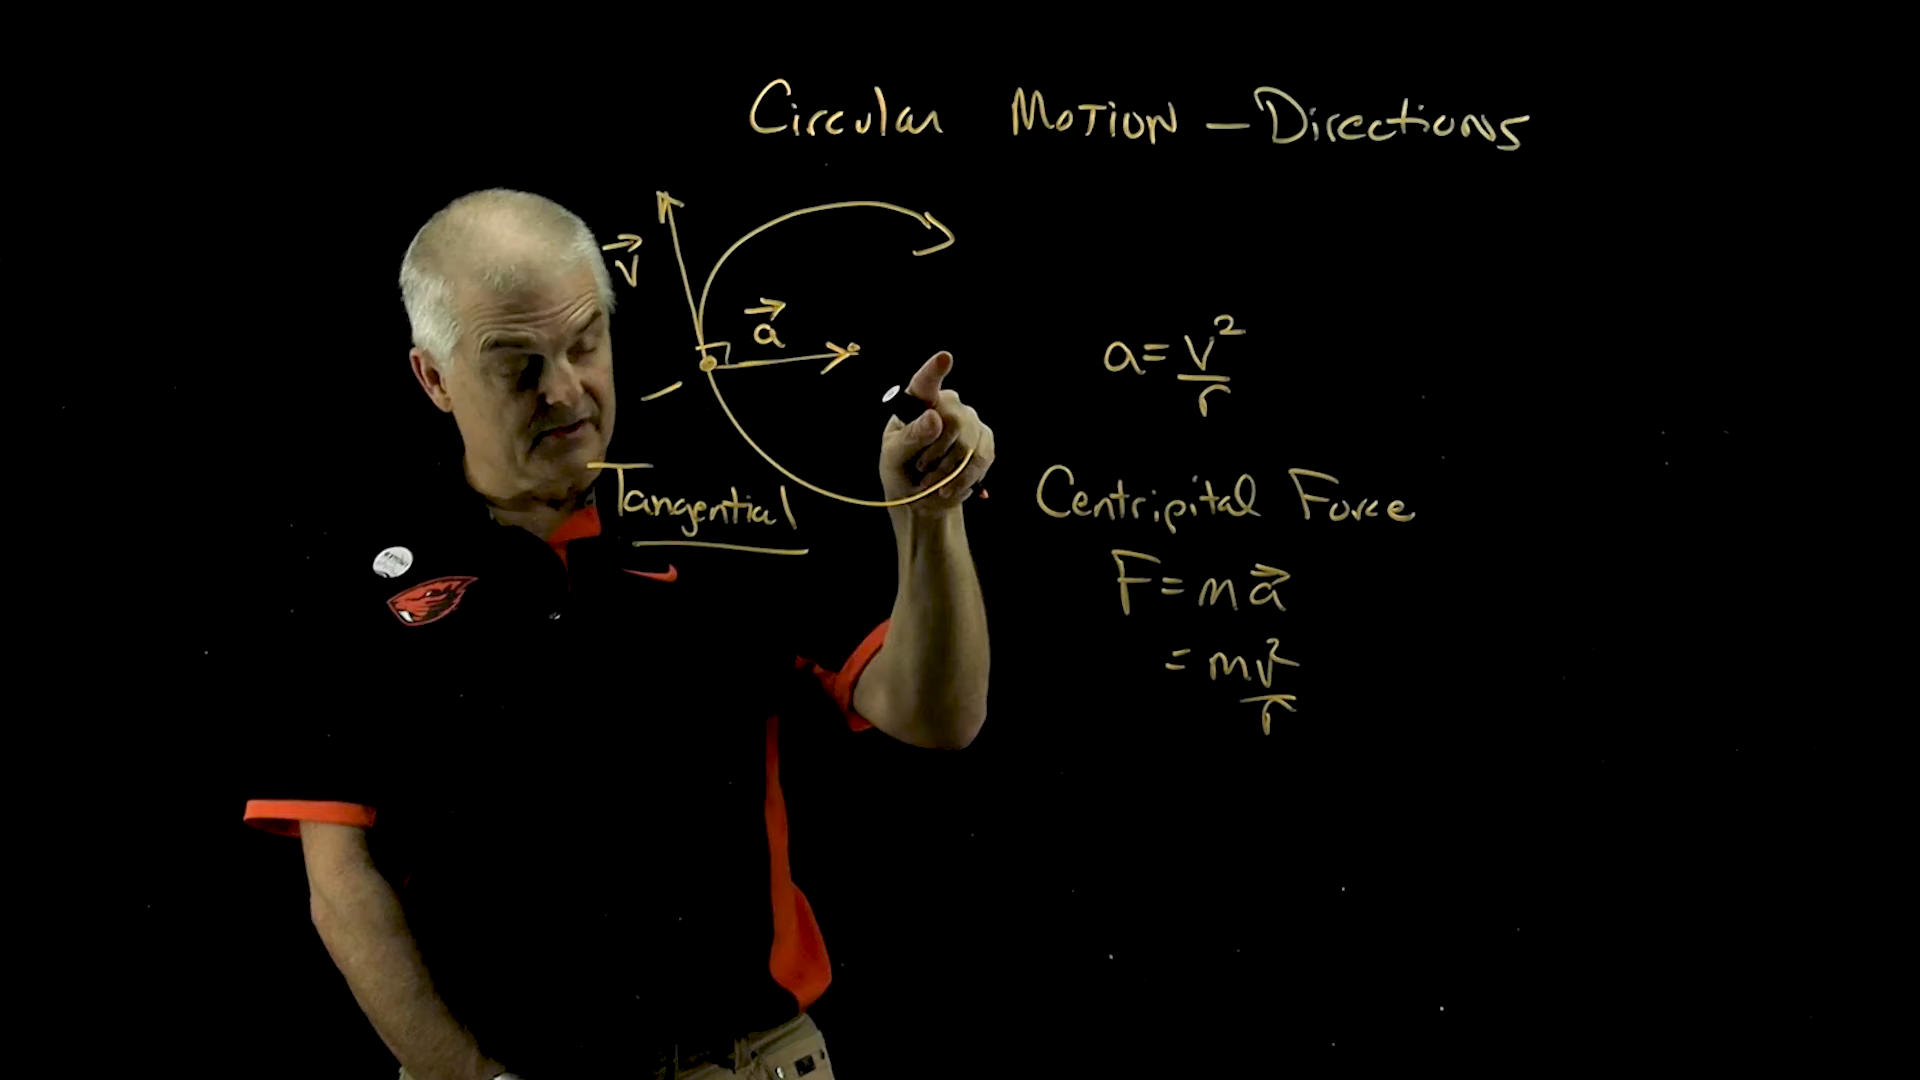 Circular Motion - Directions
v
a
a = v²/r
Tangential
Centripital Force
F = ma
= mv²/r